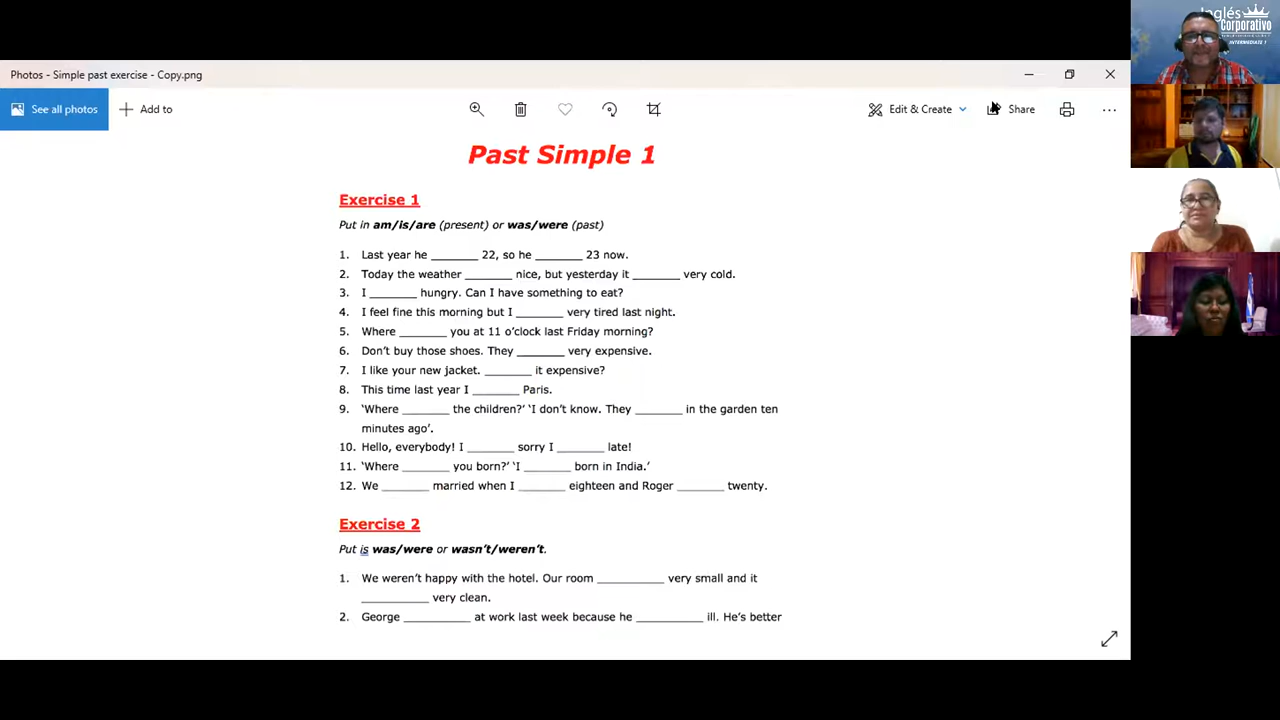 Inglés
Corporativo
INTERMEDIATE 1
Photos - Simple past exercise - Copy.png
See all photos
Add to
Edit & Create
Share
Past Simple 1
Exercise 1
Put in am/is/are (present) or was/were (past)
1. Last year he ________ 22, so he ________ 23 now.
2. Today the weather ________ nice, but yesterday it ________ very cold.
3. I ________ hungry. Can I have something to eat?
4. I feel fine this morning but I ________ very tired last night.
5. Where ________ you at 11 o’clock last Friday morning?
6. Don’t buy those shoes. They ________ very expensive.
7. I like your new jacket. ________ it expensive?
8. This time last year I ________ Paris.
9. ‘Where ________ the children?’ ‘I don’t know. They ________ in the garden ten
minutes ago’.
10. Hello, everybody! I ________ sorry I ________ late!
11. ‘Where ________ you born?’ ‘I ________ born in India.’
12. We ________ married when I ________ eighteen and Roger ________ twenty.
Exercise 2
Put is was/were or wasn’t/weren’t.
1. We weren’t happy with the hotel. Our room ___________ very small and it
___________ very clean.
2. George ___________ at work last week because he ___________ ill. He’s better